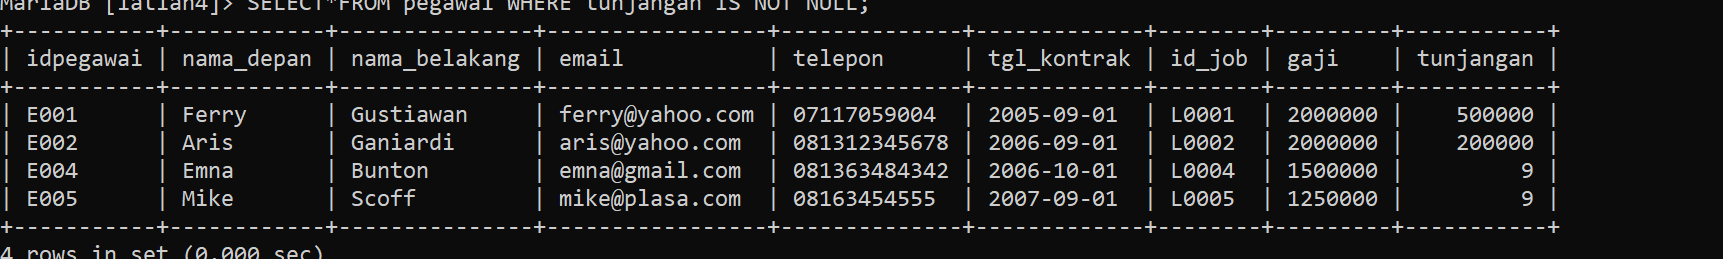 MariaDB [latian4]> SELECT*FROM pegawai WHERE tunjangan IS NOT NULL;
+-----------+------------+---------------+-------------------+--------------+-------------+--------+---------+-----------+
| idpegawai | nama_depan | nama_belakang | email             | telepon      | tgl_kontrak | id_job | gaji    | tunjangan |
+-----------+------------+---------------+-------------------+--------------+-------------+--------+---------+-----------+
| E001      | Ferry      | Gustiawan     | ferry@yahoo.com | 07117059004  | 2005-09-01  | L0001  | 2000000 |    500000 |
| E002      | Aris       | Ganiardi      | aris@yahoo.com  | 081312345678 | 2006-09-01  | L0002  | 2000000 |    200000 |
| E004      | Emna       | Bunton        | emna@gmail.com  | 081363484342 | 2006-10-01  | L0004  | 1500000 |         9 |
| E005      | Mike       | Scoff         | mike@plasa.com  | 08163454555  | 2007-09-01  | L0005  | 1250000 |         9 |
+-----------+------------+---------------+-------------------+--------------+-------------+--------+---------+-----------+
4 rows in set (0.000 sec)